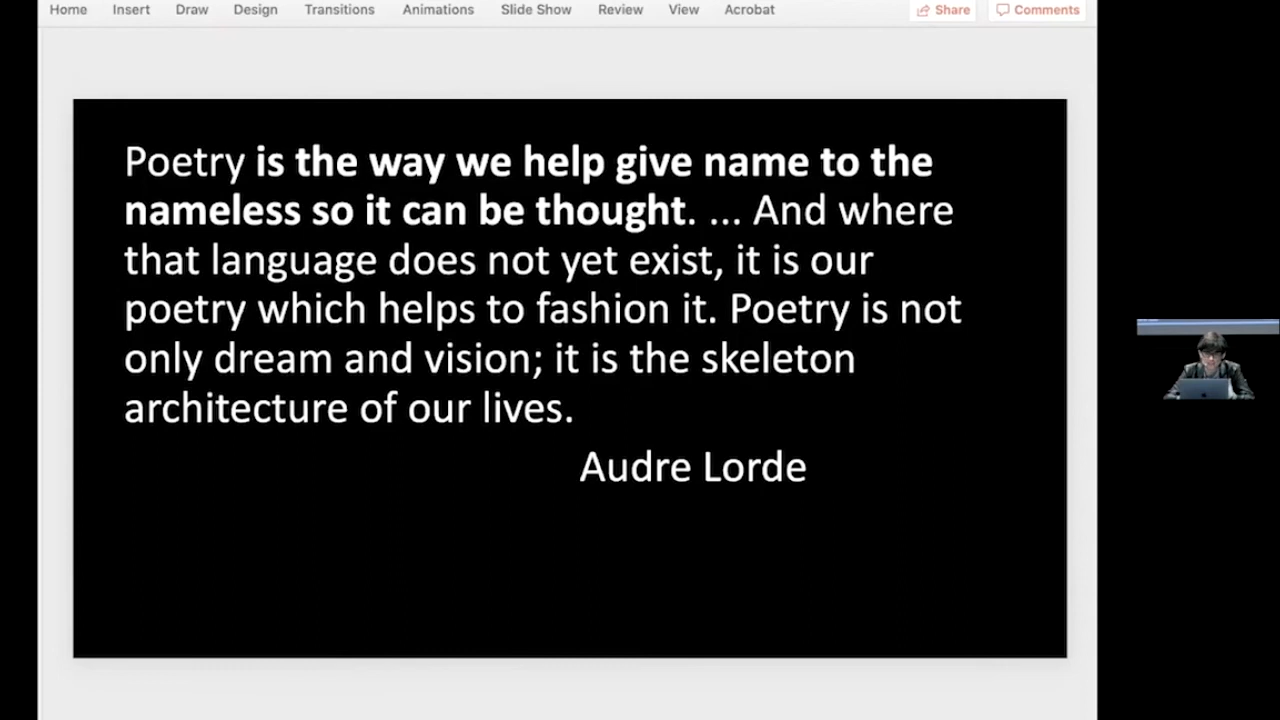 Home Insert Draw Design Transitions Animations Slide Show Review View Acrobat Share Comments
Poetry is the way we help give name to the
nameless so it can be thought. ... And where
that language does not yet exist, it is our
poetry which helps to fashion it. Poetry is not
only dream and vision; it is the skeleton
architecture of our lives.
Audre Lorde